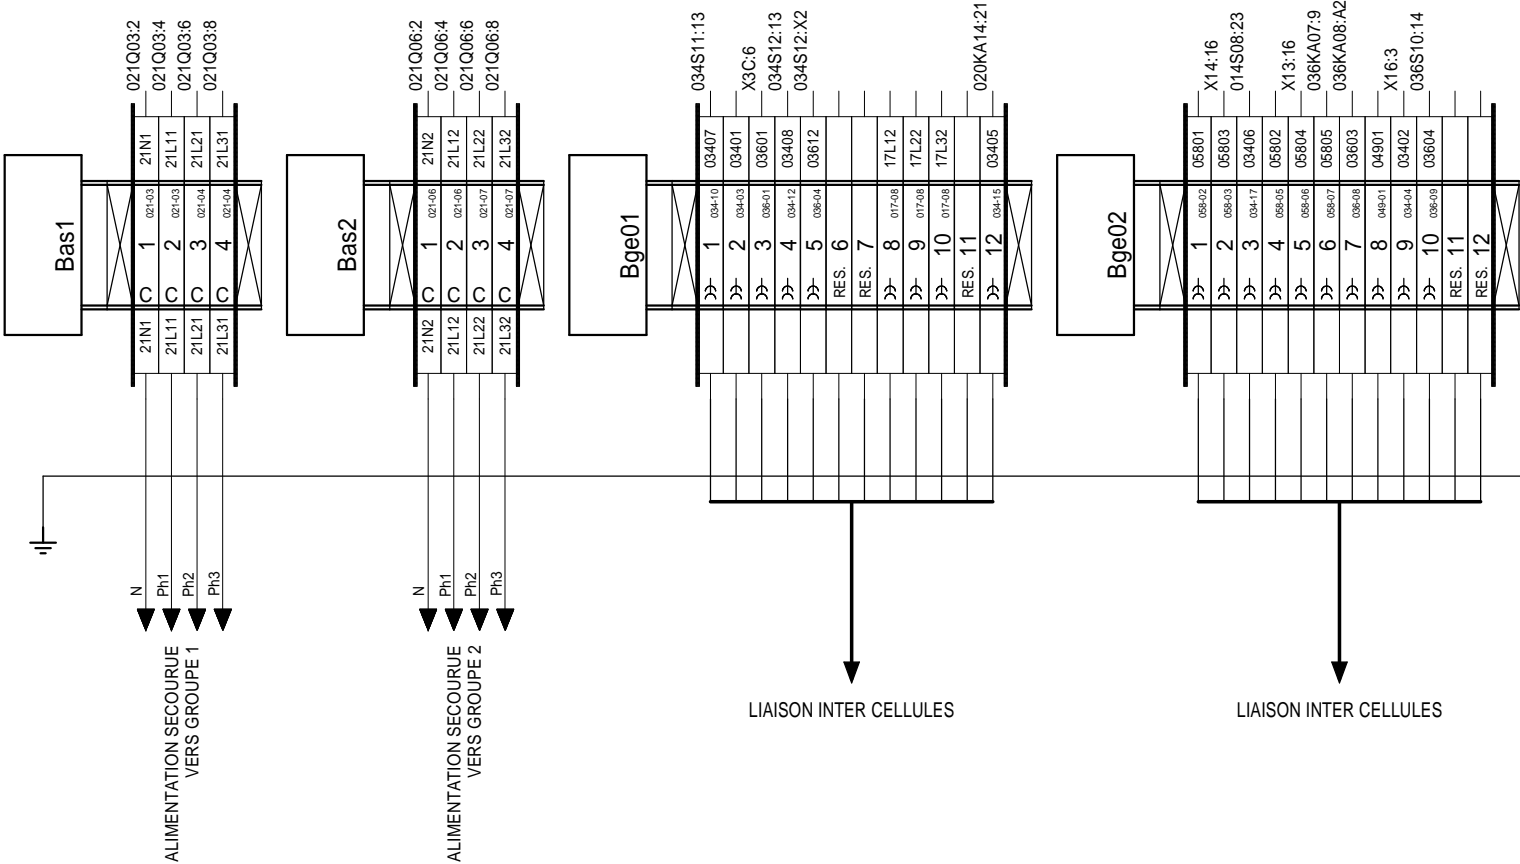 021Q03:2
021Q03:4
021Q03:6
021Q03:8
21N1
21L11
21L21
21L31
021-03
021-03
021-04
021-04
Bas1
1
2
3
4
C
C
C
C
21N1
21L11
21L21
21L31
N
Ph1
Ph2
Ph3
ALIMENTATION SECOURUE
VERS GROUPE 1
021Q06:2
021Q06:4
021Q06:6
021Q06:8
21N2
21L12
21L22
21L32
021-06
021-06
021-07
021-07
Bas2
1
2
3
4
C
C
C
C
21N2
21L12
21L22
21L32
N
Ph1
Ph2
Ph3
ALIMENTATION SECOURUE
VERS GROUPE 2
034S11:13
X3C:6
034S12:13
034S12:X2
020KA14:21
03407
03401
03601
03408
03612
17L12
17L22
17L32
03405
034-10
034-03
036-01
034-12
036-04
017-08
017-08
017-08
034-15
Bge01
1
2
3
4
5
RES. 6
RES. 7
8
9
10
RES. 11
12
LIAISON INTER CELLULES
X14:16
014S08:23
X13:16
036KA07:9
036KA08:A2
X16:3
036S10:14
05801
05803
03406
05802
05804
05805
03603
04901
03402
03604
058-02
058-03
034-17
058-05
058-06
058-07
036-08
049-01
034-04
036-09
Bge02
1
2
3
4
5
6
7
8
9
10
RES. 11
RES. 12
LIAISON INTER CELLULES